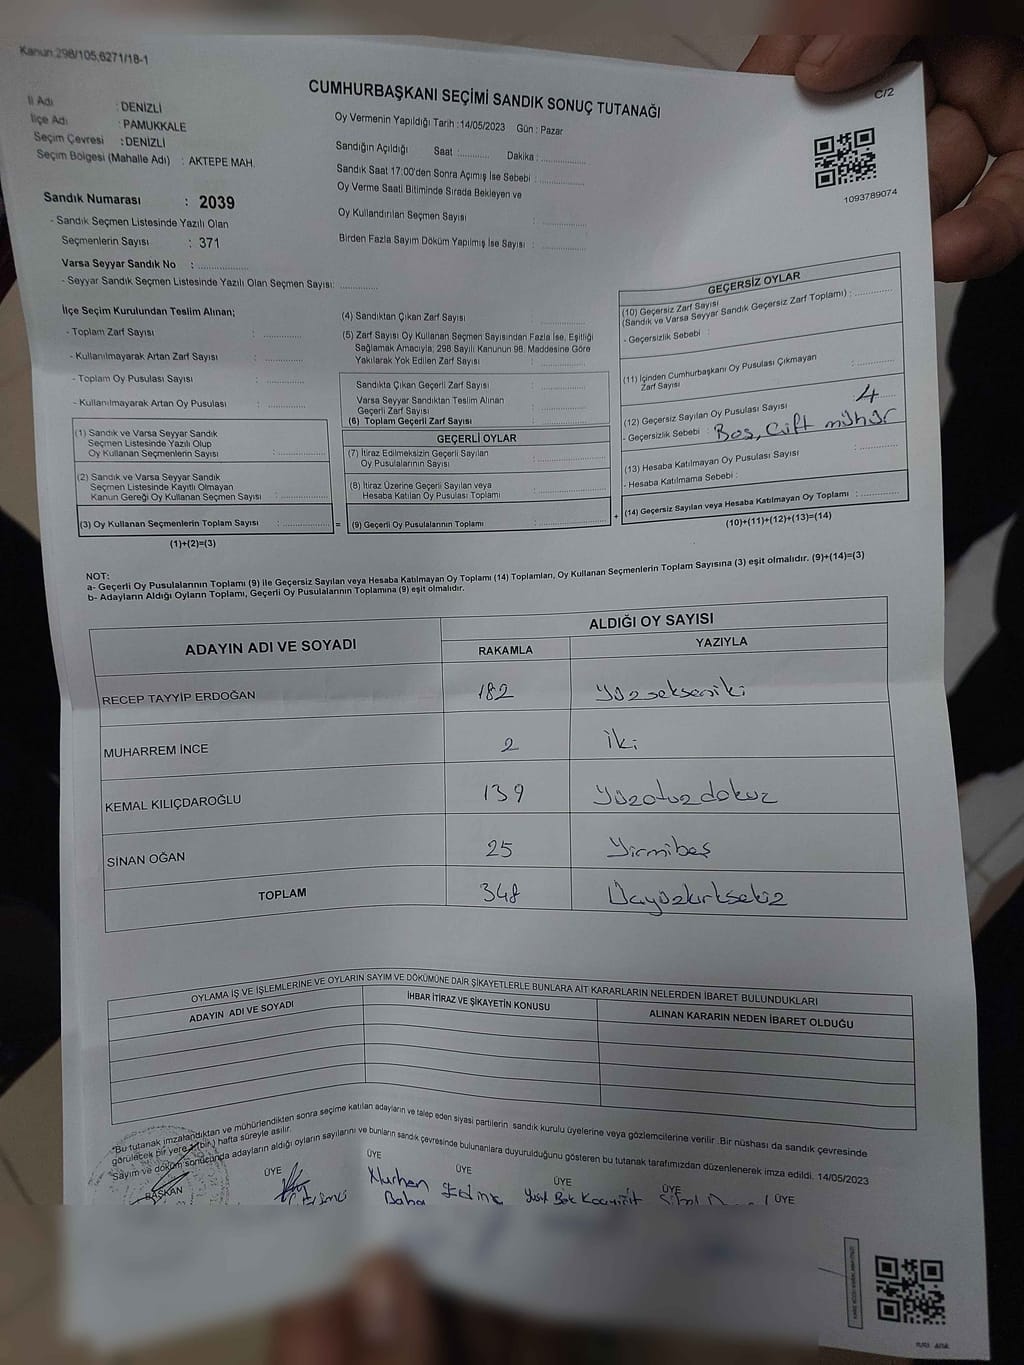 Kanun:298/105,6271/18-1
C/2
CUMHURBAŞKANI SEÇİMİ SANDIK SONUÇ TUTANAĞI
İl Adı : DENİZLİ
İlçe Adı : PAMUKKALE
Seçim Çevresi : DENİZLİ
Seçim Bölgesi (Mahalle Adı) : AKTEPE MAH.
Sandık Numarası : 2039
- Sandık Seçmen Listesinde Yazılı Olan
Seçmenlerin Sayısı : 371
Varsa Seyyar Sandık No : ..............
- Seyyar Sandık Seçmen Listesinde Yazılı Olan Seçmen Sayısı: ............
Oy Vermenin Yapıldığı Tarih :14/05/2023 Gün : Pazar
Sandığın Açıldığı Saat :.......... Dakika : ..............
Sandık Saat 17:00'den Sonra Açımış İse Sebebi : ..............
Oy Verme Saati Bitiminde Sırada Bekleyen ve
Oy Kullandırılan Seçmen Sayısı : ..............
Birden Fazla Sayım Döküm Yapılmış İse Sayısı : ..............
1093789074
İlçe Seçim Kurulundan Teslim Alınan;
- Toplam Zarf Sayısı : ............
- Kullanılmayarak Artan Zarf Sayısı : ............
- Toplam Oy Pusulası Sayısı : ............
- Kullanılmayarak Artan Oy Pusulası : ............
(1) Sandık ve Varsa Seyyar Sandık
Seçmen Listesinde Yazılı Olup
Oy Kullanan Seçmenlerin Sayısı : ..............
(2) Sandık ve Varsa Seyyar Sandık
Seçmen Listesinde Kayıtlı Olmayan
Kanun Gereği Oy Kullanan Seçmen Sayısı : ..............
(3) Oy Kullanan Seçmenlerin Toplam Sayısı : .............. =
(1)+(2)=(3)
(4) Sandıktan Çıkan Zarf Sayısı : ..............
(5) Zarf Sayısı Oy Kullanan Seçmen Sayısından Fazla İse, Eşitliği
Sağlamak Amacıyla; 298 Sayılı Kanunun 98. Maddesine Göre
Yakılarak Yok Edilen Zarf Sayısı : ..............
Sandıkta Çıkan Geçerli Zarf Sayısı : ..............
Varsa Seyyar Sandıktan Teslim Alınan
Geçerli Zarf Sayısı : ..............
(6) Toplam Geçerli Zarf Sayısı : ..............
GEÇERLİ OYLAR
(7) İtiraz Edilmeksizin Geçerli Sayılan
Oy Pusulalarının Sayısı : ..............
(8) İtiraz Üzerine Geçerli Sayılan veya
Hesaba Katılan Oy Pusulası Toplamı : ..............
(9) Geçerli Oy Pusulalarının Toplamı : .............. +
GEÇERSİZ OYLAR
(10) Geçersiz Zarf Sayısı
(Sandık ve Varsa Seyyar Sandık Geçersiz Zarf Toplamı) : ............
- Geçersizlik Sebebi :
(11) İçinden Cumhurbaşkanı Oy Pusulası Çıkmayan
Zarf Sayısı : ............
(12) Geçersiz Sayılan Oy Pusulası Sayısı : 4
- Geçersizlik Sebebi : Boş, Çift mühür
(13) Hesaba Katılmayan Oy Pusulası Sayısı : ............
- Hesaba Katılmama Sebebi :
(14) Geçersiz Sayılan veya Hesaba Katılmayan Oy Toplamı : ............
(10)+(11)+(12)+(13)=(14)
NOT:
a- Geçerli Oy Pusulalarının Toplamı (9) ile Geçersiz Sayılan veya Hesaba Katılmayan Oy Toplamı (14) Toplamları, Oy Kullanan Seçmenlerin Toplam Sayısına (3) eşit olmalıdır. (9)+(14)=(3)
b- Adayların Aldığı Oyların Toplamı, Geçerli Oy Pusulalarının Toplamına (9) eşit olmalıdır.
ADAYIN ADI VE SOYADI
ALDIĞI OY SAYISI
RAKAMLA YAZIYLA
RECEP TAYYİP ERDOĞAN 182 Yüzsekseniki
MUHARREM İNCE 2 İki
KEMAL KILIÇDAROĞLU 139 Yüzotuzdokuz
SİNAN OĞAN 25 Yirmibeş
TOPLAM 348 Üçyüzkırksekiz
OYLAMA İŞ VE İŞLEMLERİNE VE OYLARIN SAYIM VE DÖKÜMÜNE DAİR ŞİKAYETLERLE BUNLARA AİT KARARLARIN NELERDEN İBARET BULUNDUKLARI
ADAYIN ADI VE SOYADI İHBAR İTİRAZ VE ŞİKAYETİN KONUSU ALINAN KARARIN NEDEN İBARET OLDUĞU
"Bu tutanak imzalandıktan ve mühürlendikten sonra seçime katılan adayların ve talep eden siyasi partilerin sandık kurulu üyelerine veya gözlemcilerine verilir. Bir nüshası da sandık çevresinde
görülecek bir yere 1(bir) hafta süreyle asılır.
Sayım ve döküm sonucunda adayların aldığı oyların sayılarını ve bunların sandık çevresinde bulunanlara duyurulduğunu gösteren bu tutanak tarafımızdan düzenlenerek imza edildi. 14/05/2023
BAŞKAN ÜYE ÜYE ÜYE ÜYE ÜYE ÜYE
Nurhan
Baha